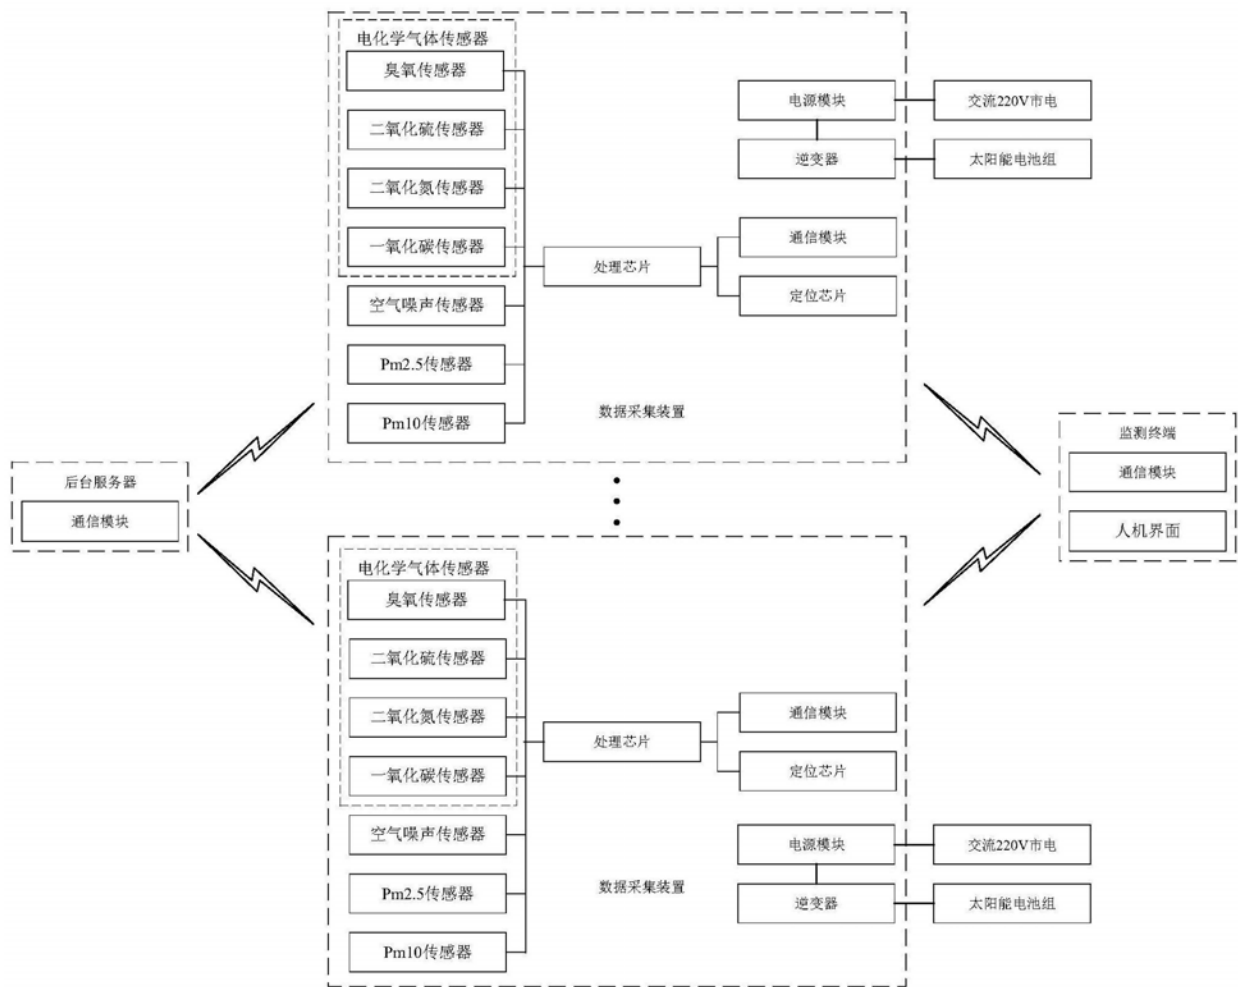 电化学气体传感器
臭氧传感器
二氧化硫传感器
二氧化氮传感器
一氧化碳传感器
空气噪声传感器
Pm2.5传感器
Pm10传感器
处理芯片
电源模块
逆变器
通信模块
定位芯片
数据采集装置
交流220V市电
太阳能电池组
后台服务器
通信模块
监测终端
通信模块
人机界面
电化学气体传感器
臭氧传感器
二氧化硫传感器
二氧化氮传感器
一氧化碳传感器
空气噪声传感器
Pm2.5传感器
Pm10传感器
处理芯片
通信模块
定位芯片
电源模块
逆变器
数据采集装置
交流220V市电
太阳能电池组